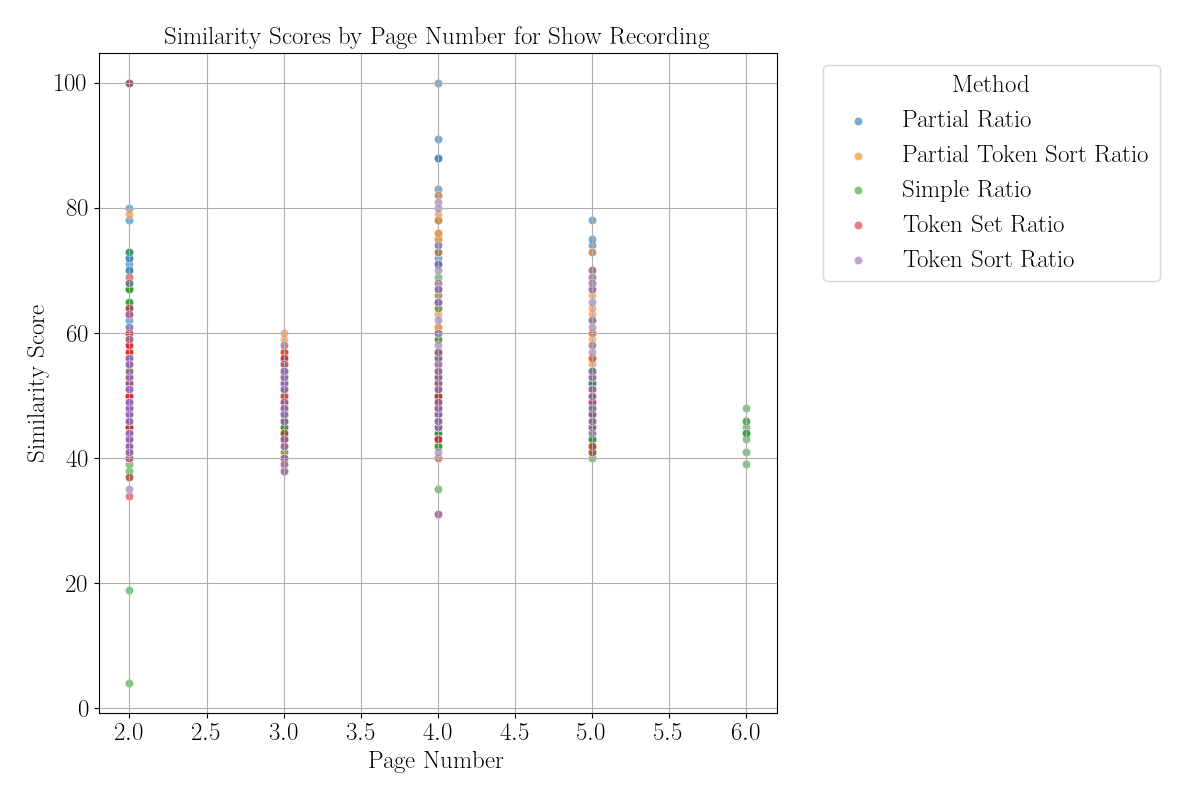 Similarity Scores by Page Number for Show Recording
Similarity Score
100
80
60
40
20
0
2.0 2.5 3.0 3.5 4.0 4.5 5.0 5.5 6.0
Page Number
Method
Partial Ratio
Partial Token Sort Ratio
Simple Ratio
Token Set Ratio
Token Sort Ratio